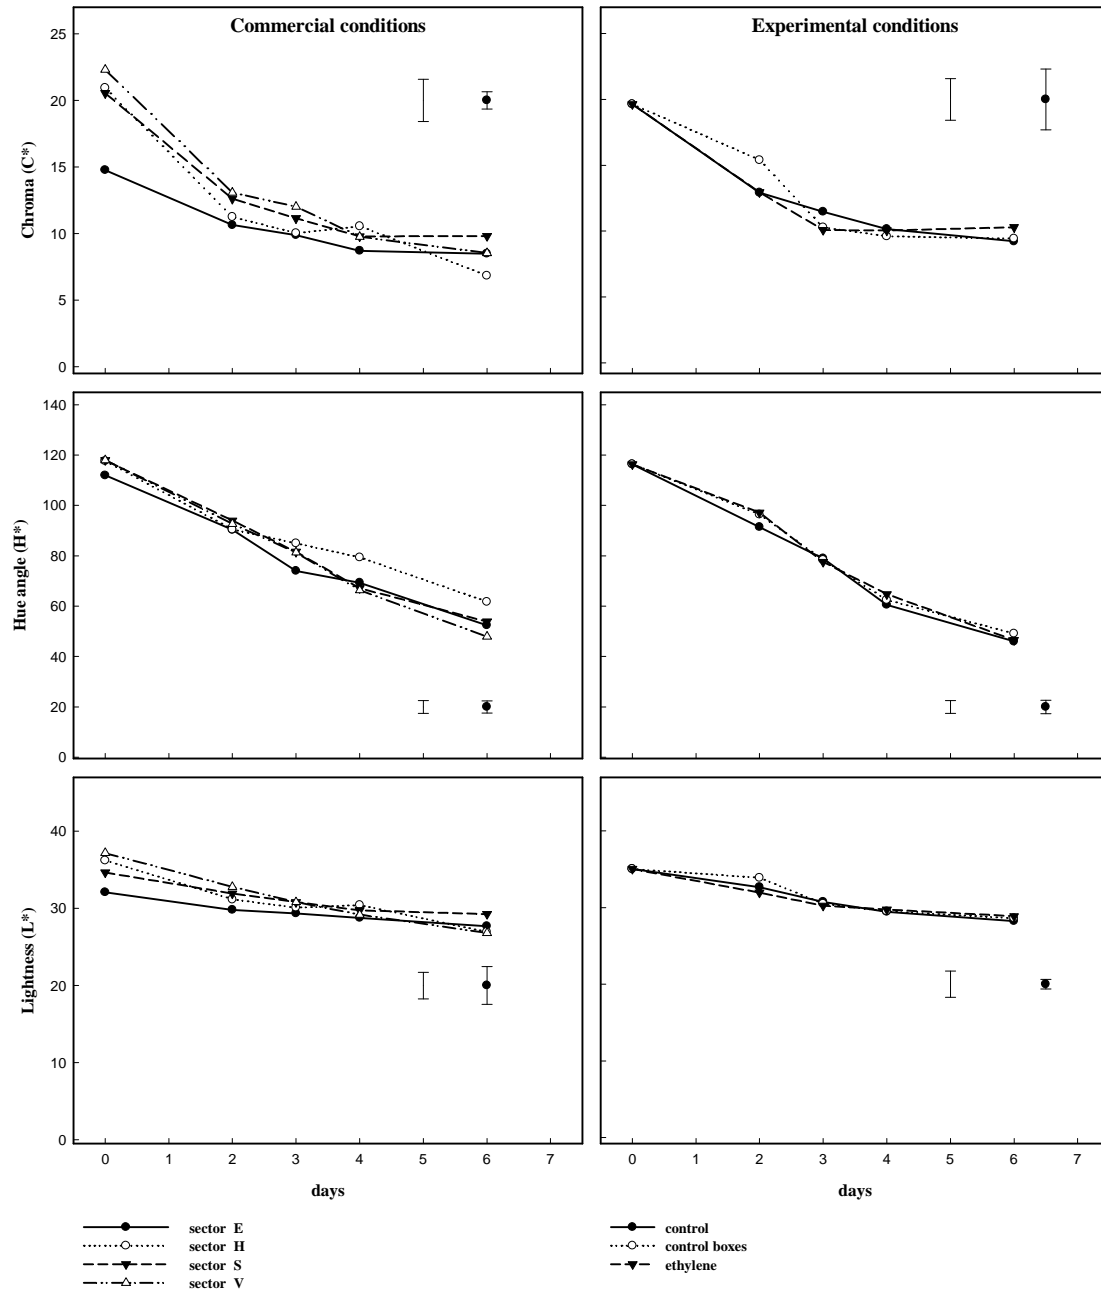 Commercial conditions
Experimental conditions
Chroma (C*)
25
20
15
10
5
0
Hue angle (H*)
140
120
100
80
60
40
20
0
Lightness (L*)
40
30
20
10
0
0 1 2 3 4 5 6 7
0 1 2 3 4 5 6 7
days
days
sector E
sector H
sector S
sector V
control
control boxes
ethylene